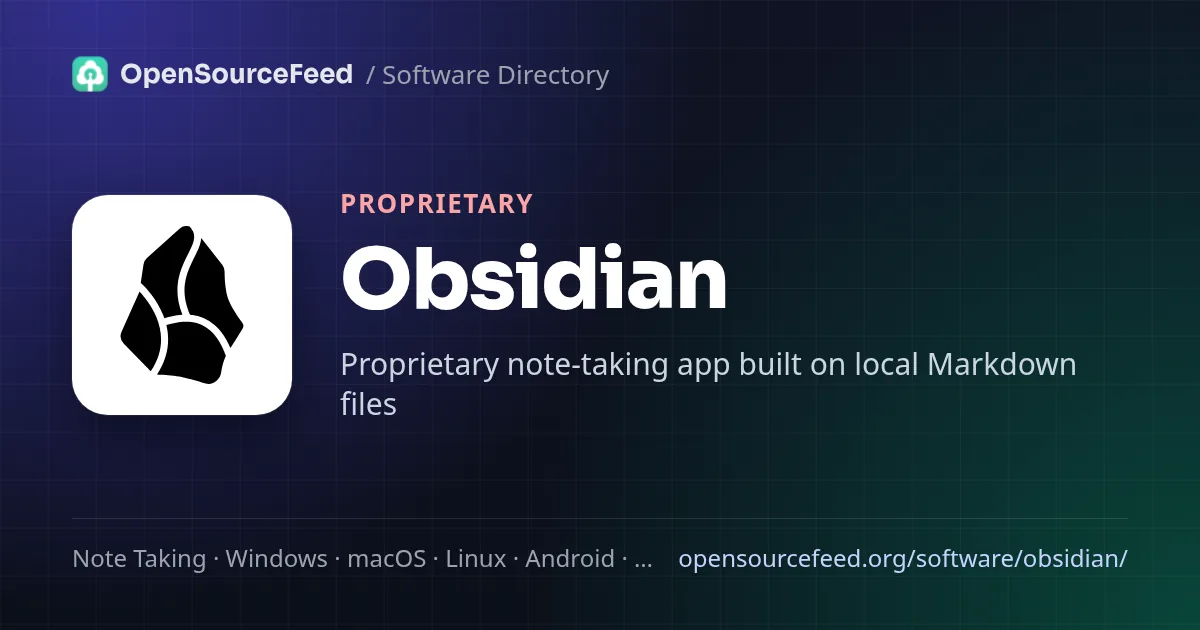 OpenSourceFeed / Software Directory
PROPRIETARY
Obsidian
Proprietary note-taking app built on local Markdown
files
Note Taking · Windows · macOS · Linux · Android · ... opensourcefeed.org/software/obsidian/